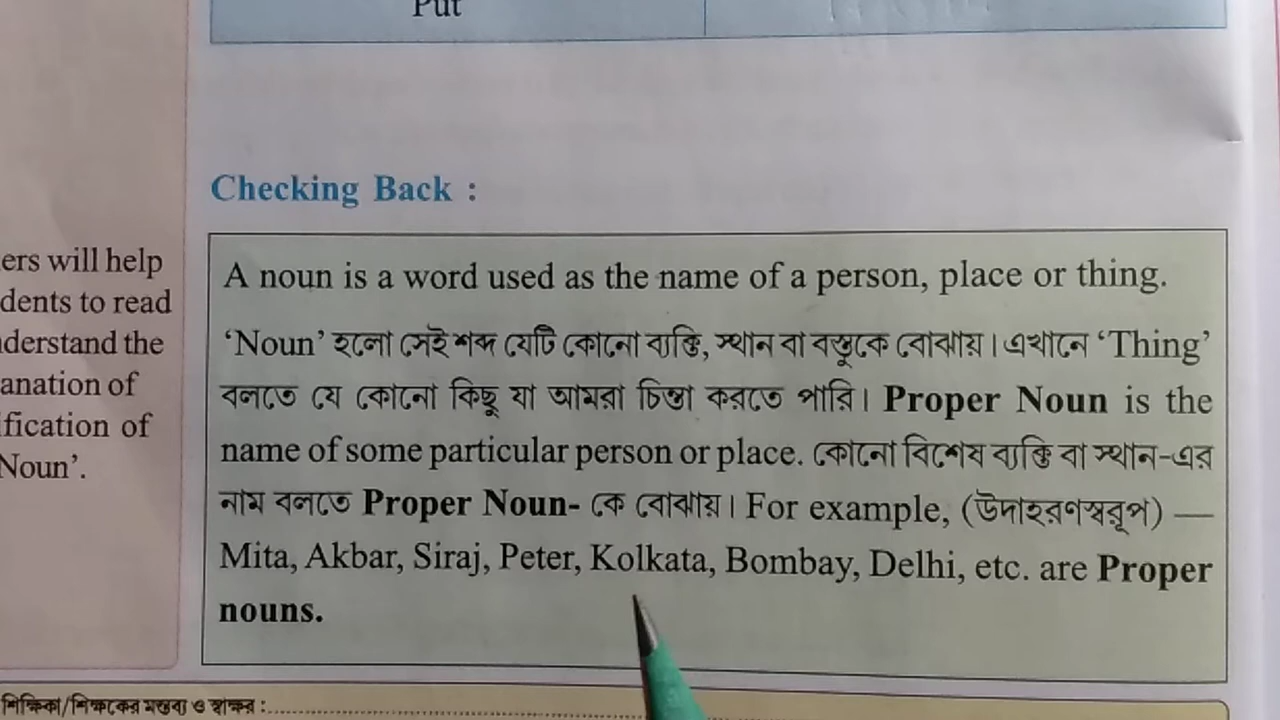 Put
Checking Back :
ers will help
dents to read
derstand the
anation of
fication of
Noun’.
A noun is a word used as the name of a person, place or thing.
‘Noun’ হলো সেই শব্দ যেটি কোনো ব্যক্তি, স্থান বা বস্তুকে বোঝায়। এখানে ‘Thing’
বলতে যে কোনো কিছু যা আমরা চিন্তা করতে পারি। Proper Noun is the
name of some particular person or place. কোনো বিশেষ ব্যক্তি বা স্থান-এর
নাম বলতে Proper Noun- কে বোঝায়। For example, (উদাহরণস্বরূপ) —
Mita, Akbar, Siraj, Peter, Kolkata, Bombay, Delhi, etc. are Proper
nouns.
শিক্ষিকা/শিক্ষকের মন্তব্য ও স্বাক্ষর :